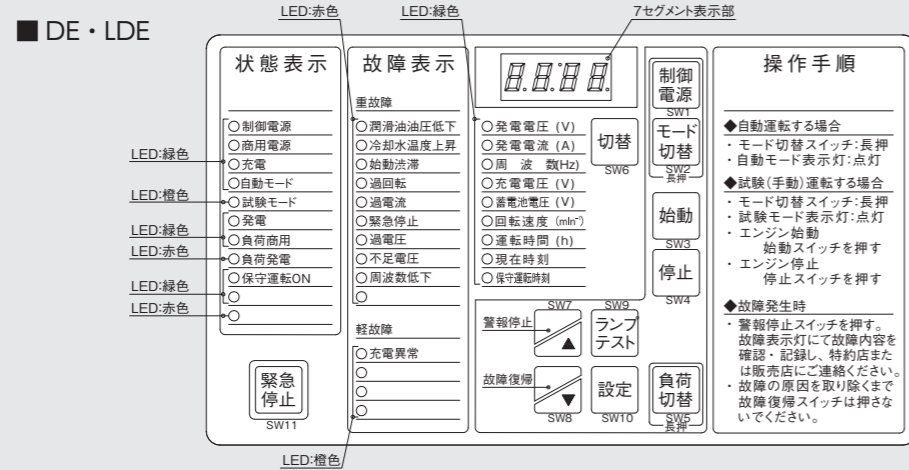 ■ DE・LDE
LED:赤色
LED:緑色
7セグメント表示部
状態表示
制御電源
商用電源
充電
自動モード
試験モード
発電
負荷商用
負荷発電
保守運転ON
LED:緑色
LED:橙色
LED:緑色
LED:赤色
LED:緑色
LED:赤色
緊急
停止
SW11
故障表示
重故障
潤滑油油圧低下
冷却水温度上昇
始動渋滞
過回転
過電流
緊急停止
過電圧
不足電圧
周波数低下
軽故障
充電異常
LED:橙色
8.8:8.8.
発電電圧 (V)
発電電流 (A)
周 波 数(Hz)
充電電圧 (V)
蓄電池電圧 (V)
回転速度 (min⁻¹)
運転時間 (h)
現在時刻
保守運転時刻
切替
SW6
制御
電源
SW1
モード
切替
SW2
長押
始動
SW3
停止
SW4
SW7
警報停止
▲
SW9
ランプ
テスト
故障復帰
▼
SW8
設定
SW10
負荷
切替
SW5
長押
操作手順
◆自動運転する場合
・モード切替スイッチ:長押
・自動モード表示灯:点灯
◆試験(手動)運転する場合
・モード切替スイッチ:長押
・試験モード表示灯:点灯
・エンジン始動
始動スイッチを押す
・エンジン停止
停止スイッチを押す
◆故障発生時
・警報停止スイッチを押す。
故障表示灯にて故障内容を
確認・記録し、特約店また
は販売店にご連絡ください。
・故障の原因を取り除くまで
故障復帰スイッチは押さな
いでください。